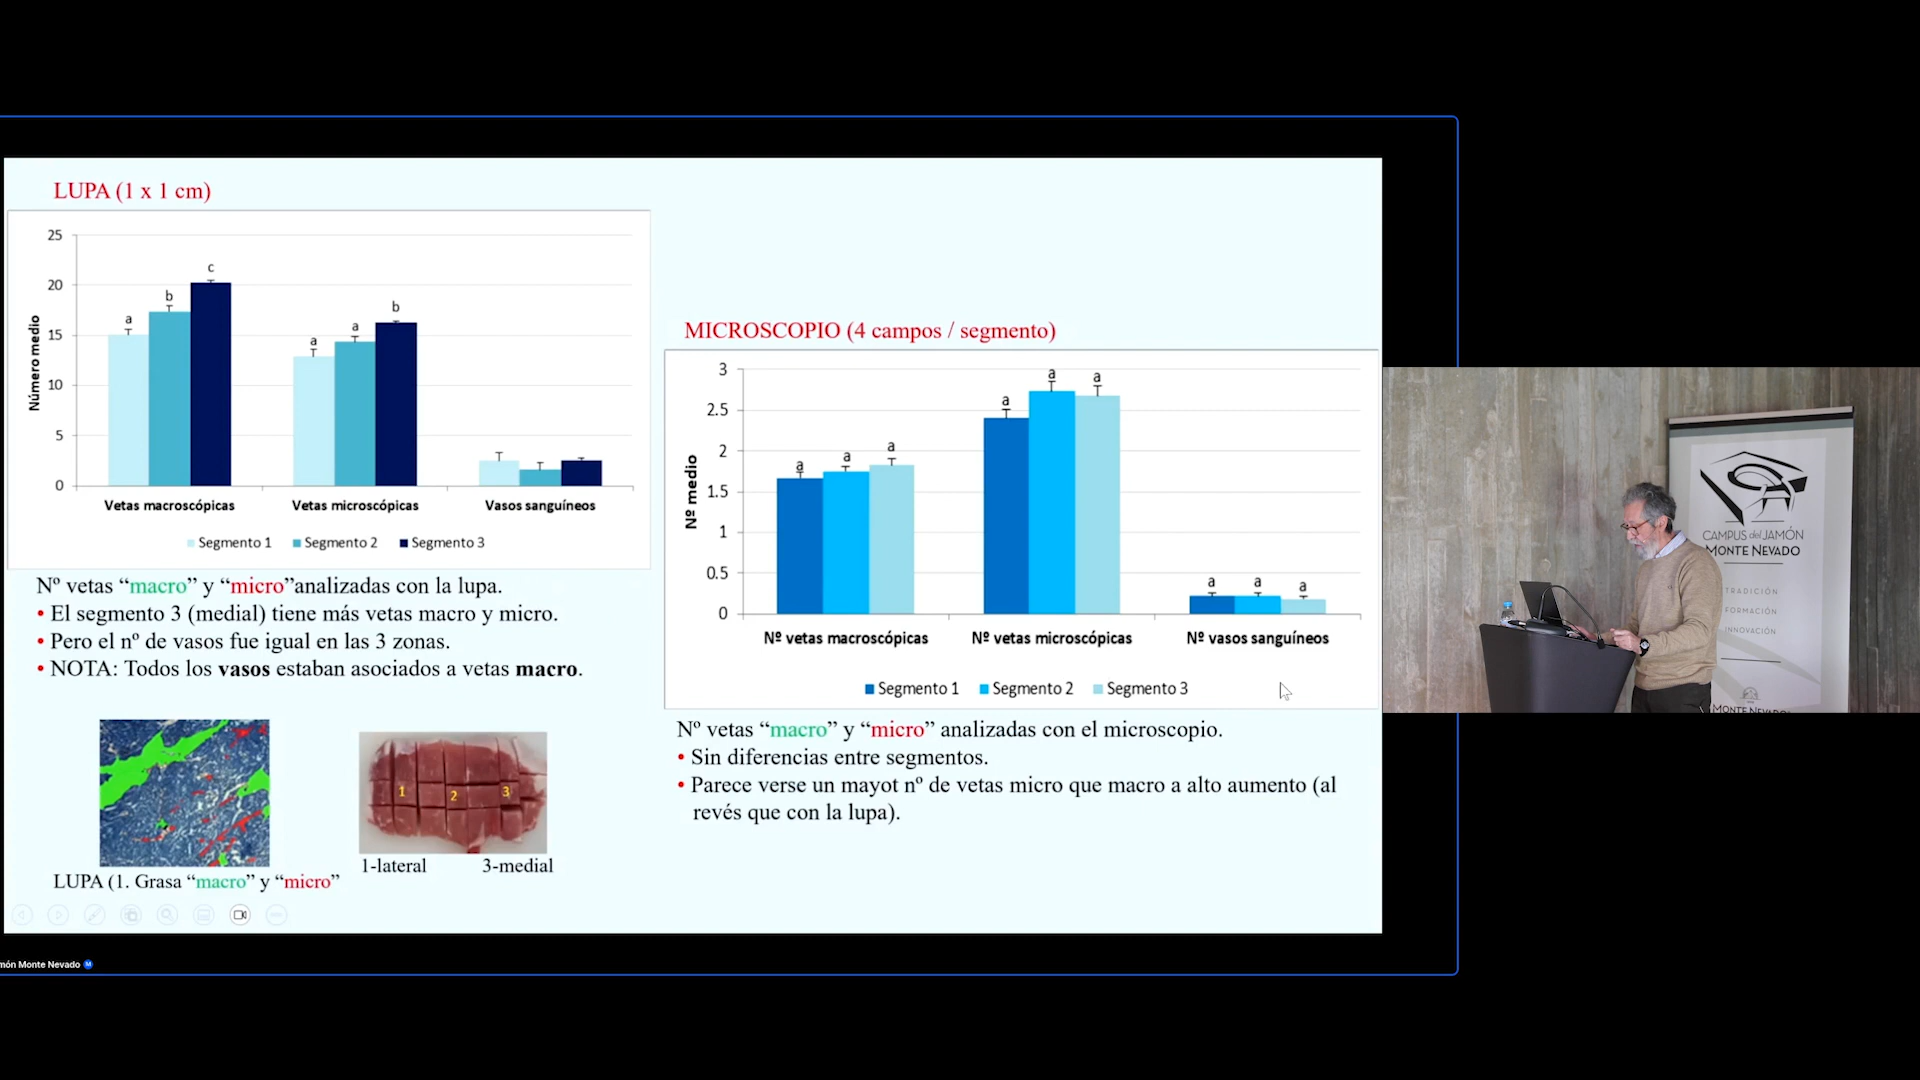 LUPA (1 x 1 cm)
25
20
15
10
5
0
Número medio
a
b
c
a
a
b
Vetas macroscópicas
Vetas microscópicas
Vasos sanguíneos
Segmento 1
Segmento 2
Segmento 3
Nº vetas “macro” y “micro”analizadas con la lupa.
• El segmento 3 (medial) tiene más vetas macro y micro.
• Pero el nº de vasos fue igual en las 3 zonas.
• NOTA: Todos los vasos estaban asociados a vetas macro.
1
2
3
1-lateral
3-medial
LUPA (1. Grasa “macro” y “micro”
MICROSCOPIO (4 campos / segmento)
3
2.5
2
1.5
1
0.5
0
Nº medio
a
a
a
a
a
a
a
a
a
Nº vetas macroscópicas
Nº vetas microscópicas
Nº vasos sanguíneos
Segmento 1
Segmento 2
Segmento 3
Nº vetas “macro” y “micro” analizadas con el microscopio.
• Sin diferencias entre segmentos.
• Parece verse un mayot nº de vetas micro que macro a alto aumento (al
revés que con la lupa).
CAMPUS del JAMÓN
MONTE NEVADO
TRADICIÓN
FORMACIÓN
INNOVACIÓN
MONTE NEVADO
món Monte Nevado
M